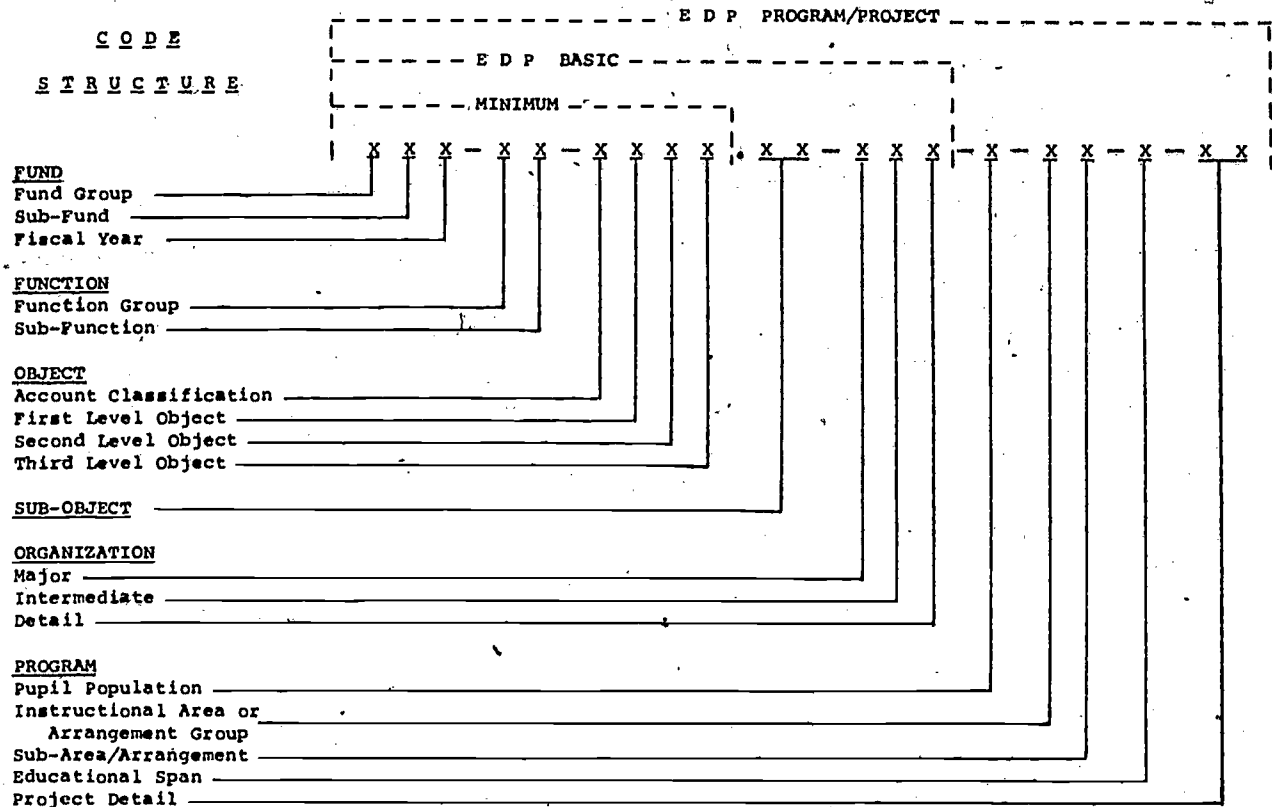 E D P PROGRAM/PROJECT
C O D E
E D P BASIC
S T R U C T U R E
MINIMUM
X X X - X X - X X X X . X X - X X X - X - X X - X - X X
FUND
Fund Group
Sub-Fund
Fiscal Year
FUNCTION
Function Group
Sub-Function
OBJECT
Account Classification
First Level Object
Second Level Object
Third Level Object
SUB-OBJECT
ORGANIZATION
Major
Intermediate
Detail
PROGRAM
Pupil Population
Instructional Area or
Arrangement Group
Sub-Area/Arrangement
Educational Span
Project Detail